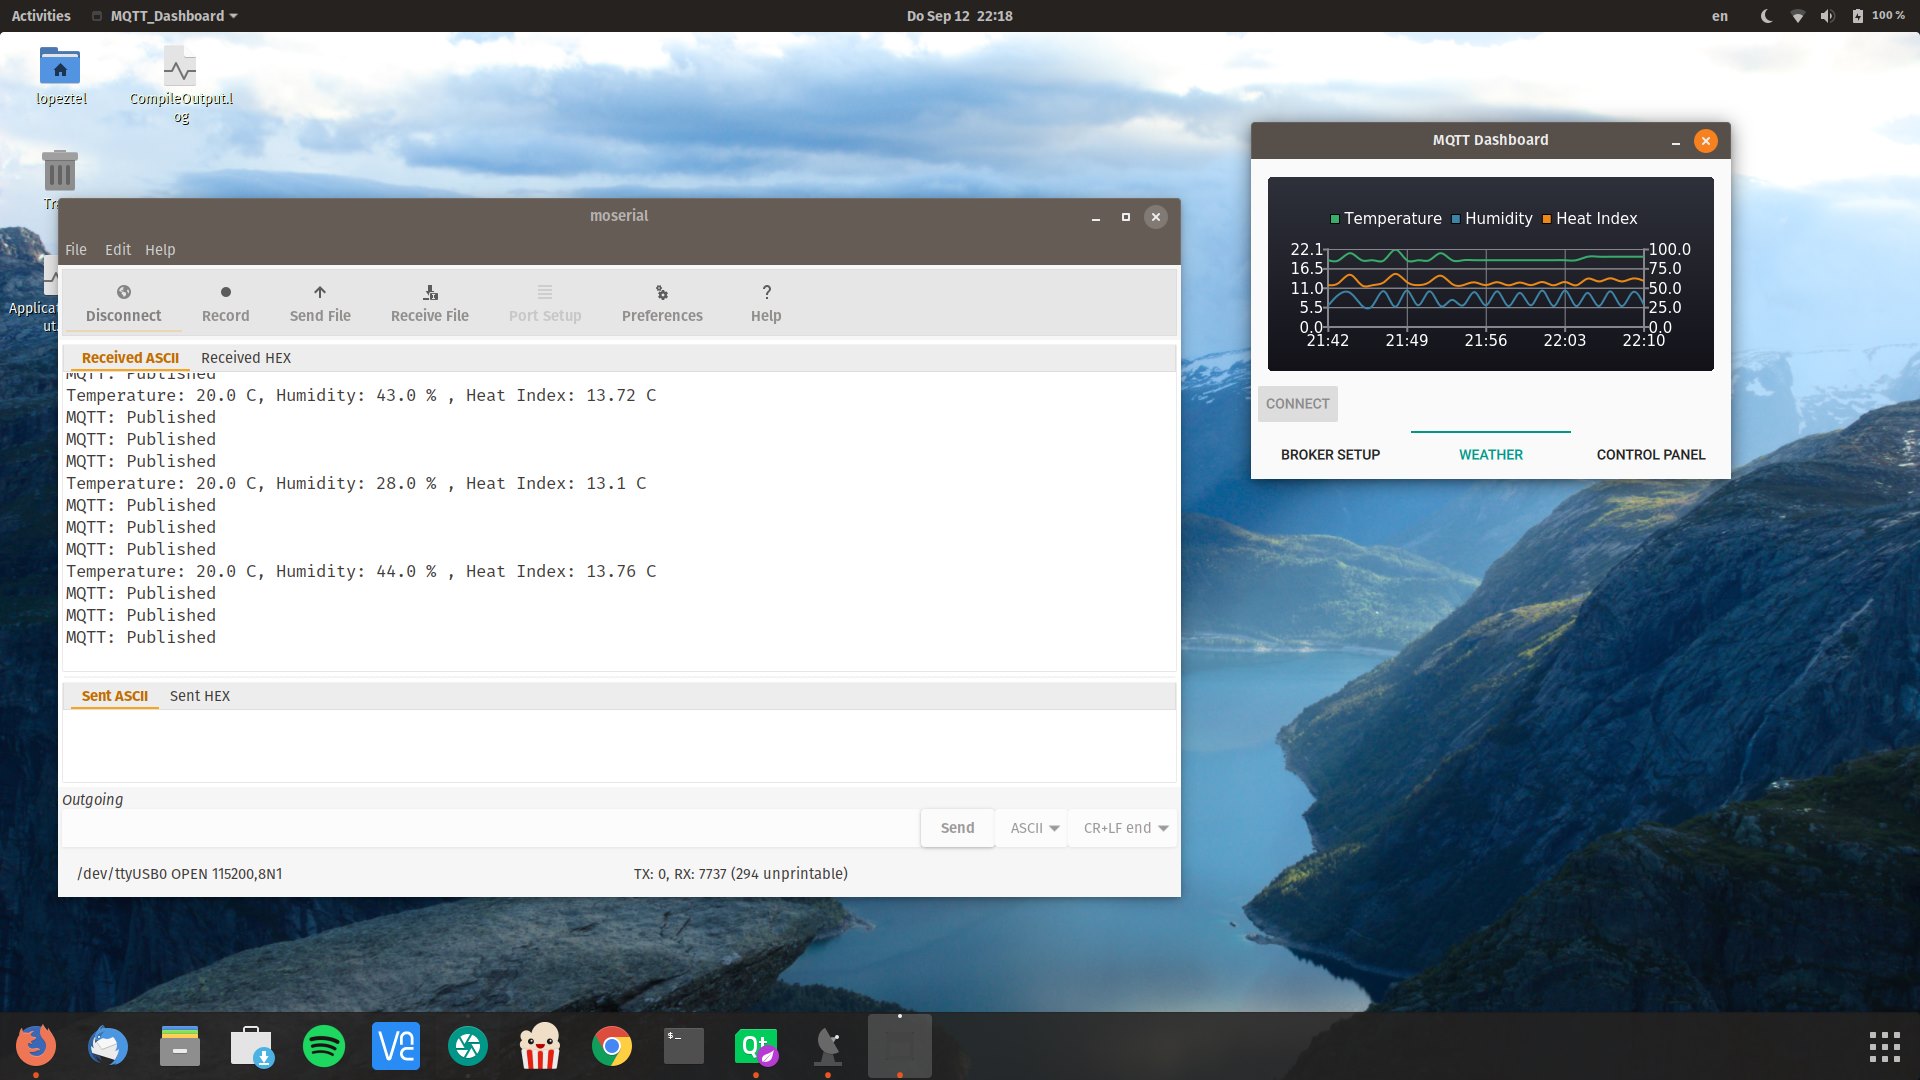 Activities MQTT_Dashboard Do Sep 12 22:18 en 100 %
lopeztel
CompileOutput.l
og
Tr
Applicat
ut.
moserial
File Edit Help
Disconnect Record Send File Receive File Port Setup Preferences Help
Received ASCII Received HEX
MQTT: Published
Temperature: 20.0 C, Humidity: 43.0 % , Heat Index: 13.72 C
MQTT: Published
MQTT: Published
MQTT: Published
Temperature: 20.0 C, Humidity: 28.0 % , Heat Index: 13.1 C
MQTT: Published
MQTT: Published
MQTT: Published
Temperature: 20.0 C, Humidity: 44.0 % , Heat Index: 13.76 C
MQTT: Published
MQTT: Published
MQTT: Published
Sent ASCII Sent HEX
Outgoing
Send ASCII CR+LF end
/dev/ttyUSB0 OPEN 115200,8N1 TX: 0, RX: 7737 (294 unprintable)
MQTT Dashboard
Temperature Humidity Heat Index
22.1 100.0
16.5 75.0
11.0 50.0
5.5 25.0
0.0 0.0
21:42 21:49 21:56 22:03 22:10
CONNECT
BROKER SETUP WEATHER CONTROL PANEL
Vnc
$_
Qt